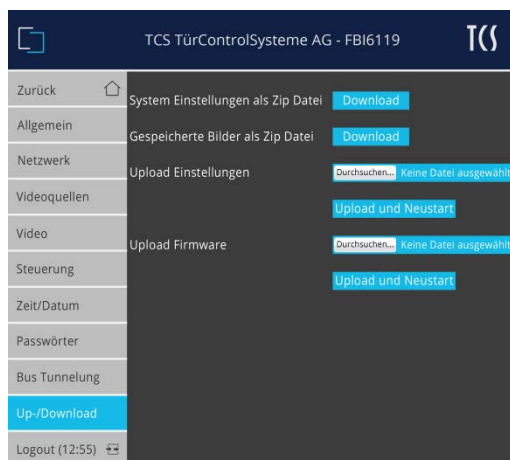 TCS TürControlSysteme AG - FBI6119
TCS
Zurück
Allgemein
Netzwerk
Videoquellen
Video
Steuerung
Zeit/Datum
Passwörter
Bus Tunnelung
Up-/Download
Logout (12:55)
System Einstellungen als Zip Datei Download
Gespeicherte Bilder als Zip Datei Download
Upload Einstellungen Durchsuchen... Keine Datei ausgewählt
Upload und Neustart
Upload Firmware Durchsuchen... Keine Datei ausgewählt
Upload und Neustart